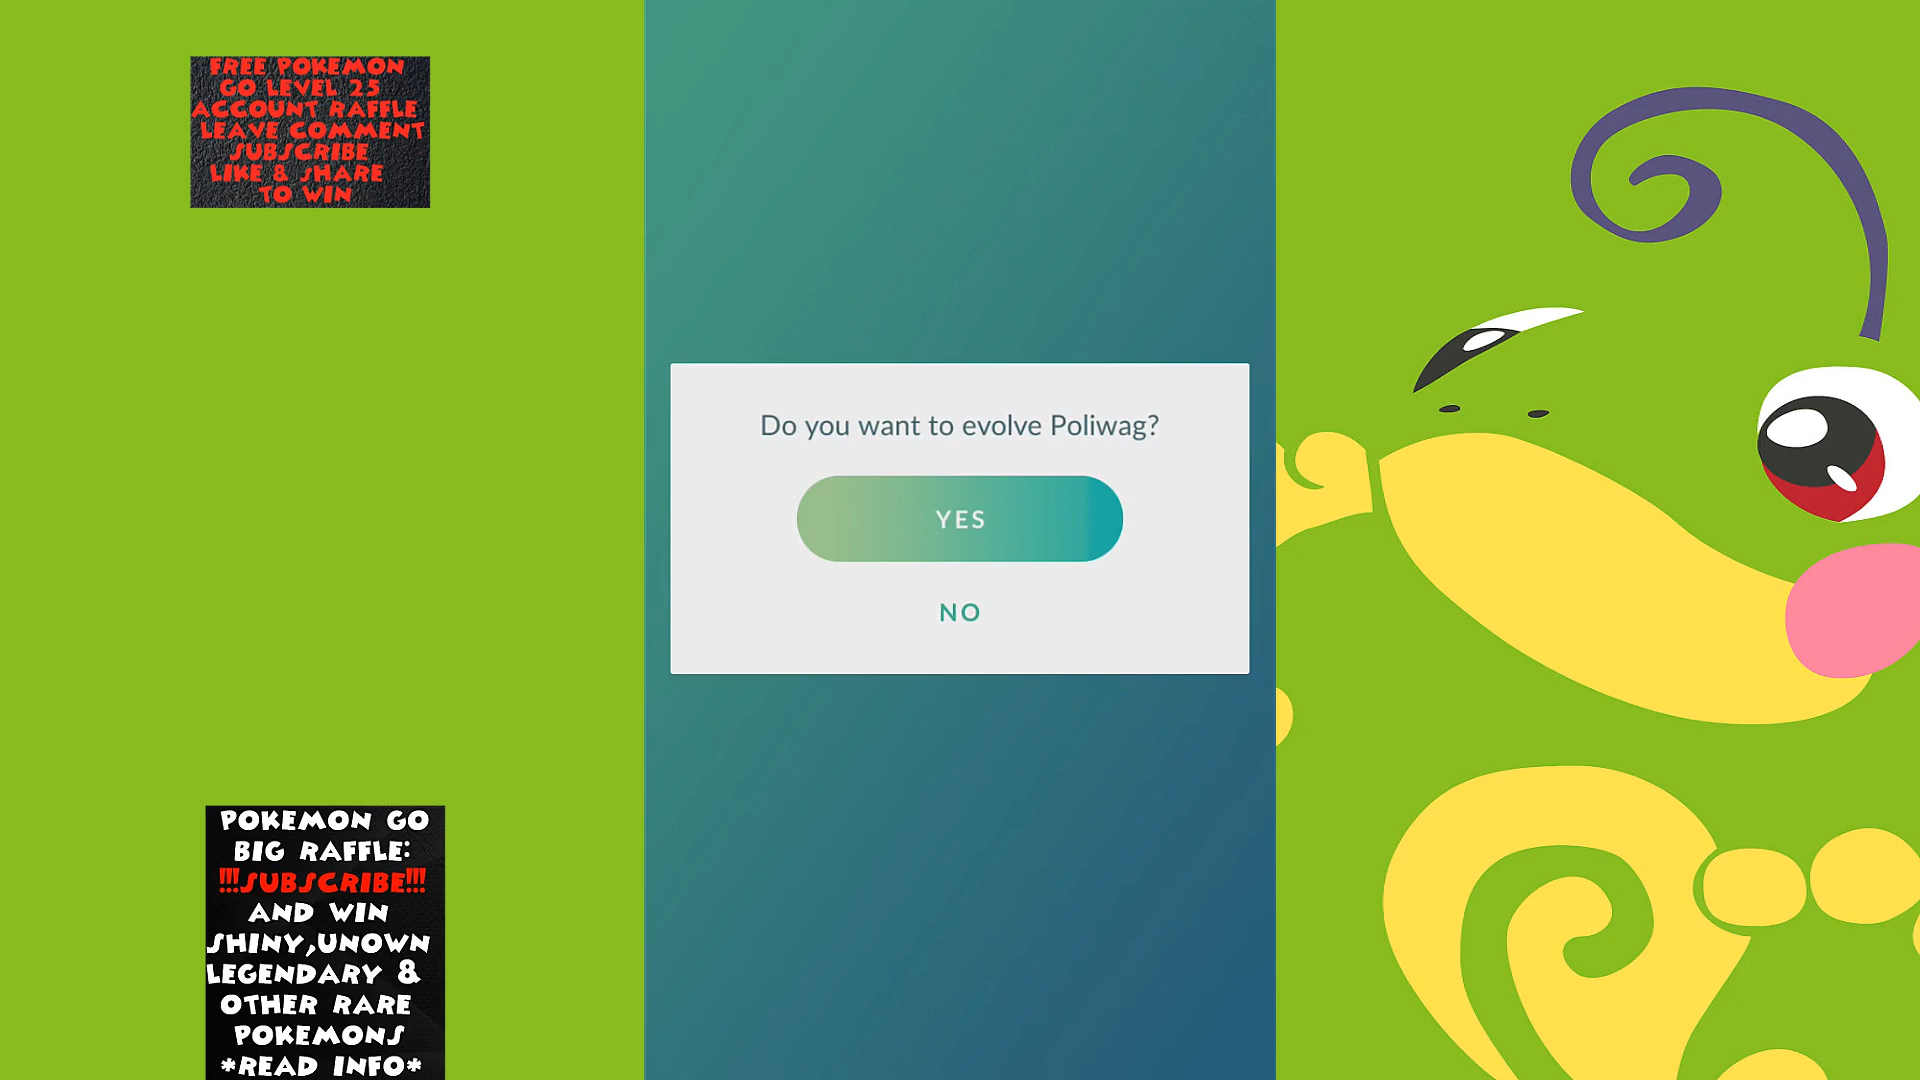 FREE POKEMON
GO LEVEL 25
ACCOUNT RAFFLE
LEAVE COMMENT
SUBSCRIBE
LIKE & SHARE
TO WIN
Do you want to evolve Poliwag?
YES
NO
POKEMON GO
BIG RAFFLE:
!!!SUBSCRIBE!!!
AND WIN
SHINY,UNOWN
LEGENDARY &
OTHER RARE
POKEMONS
*READ INFO*